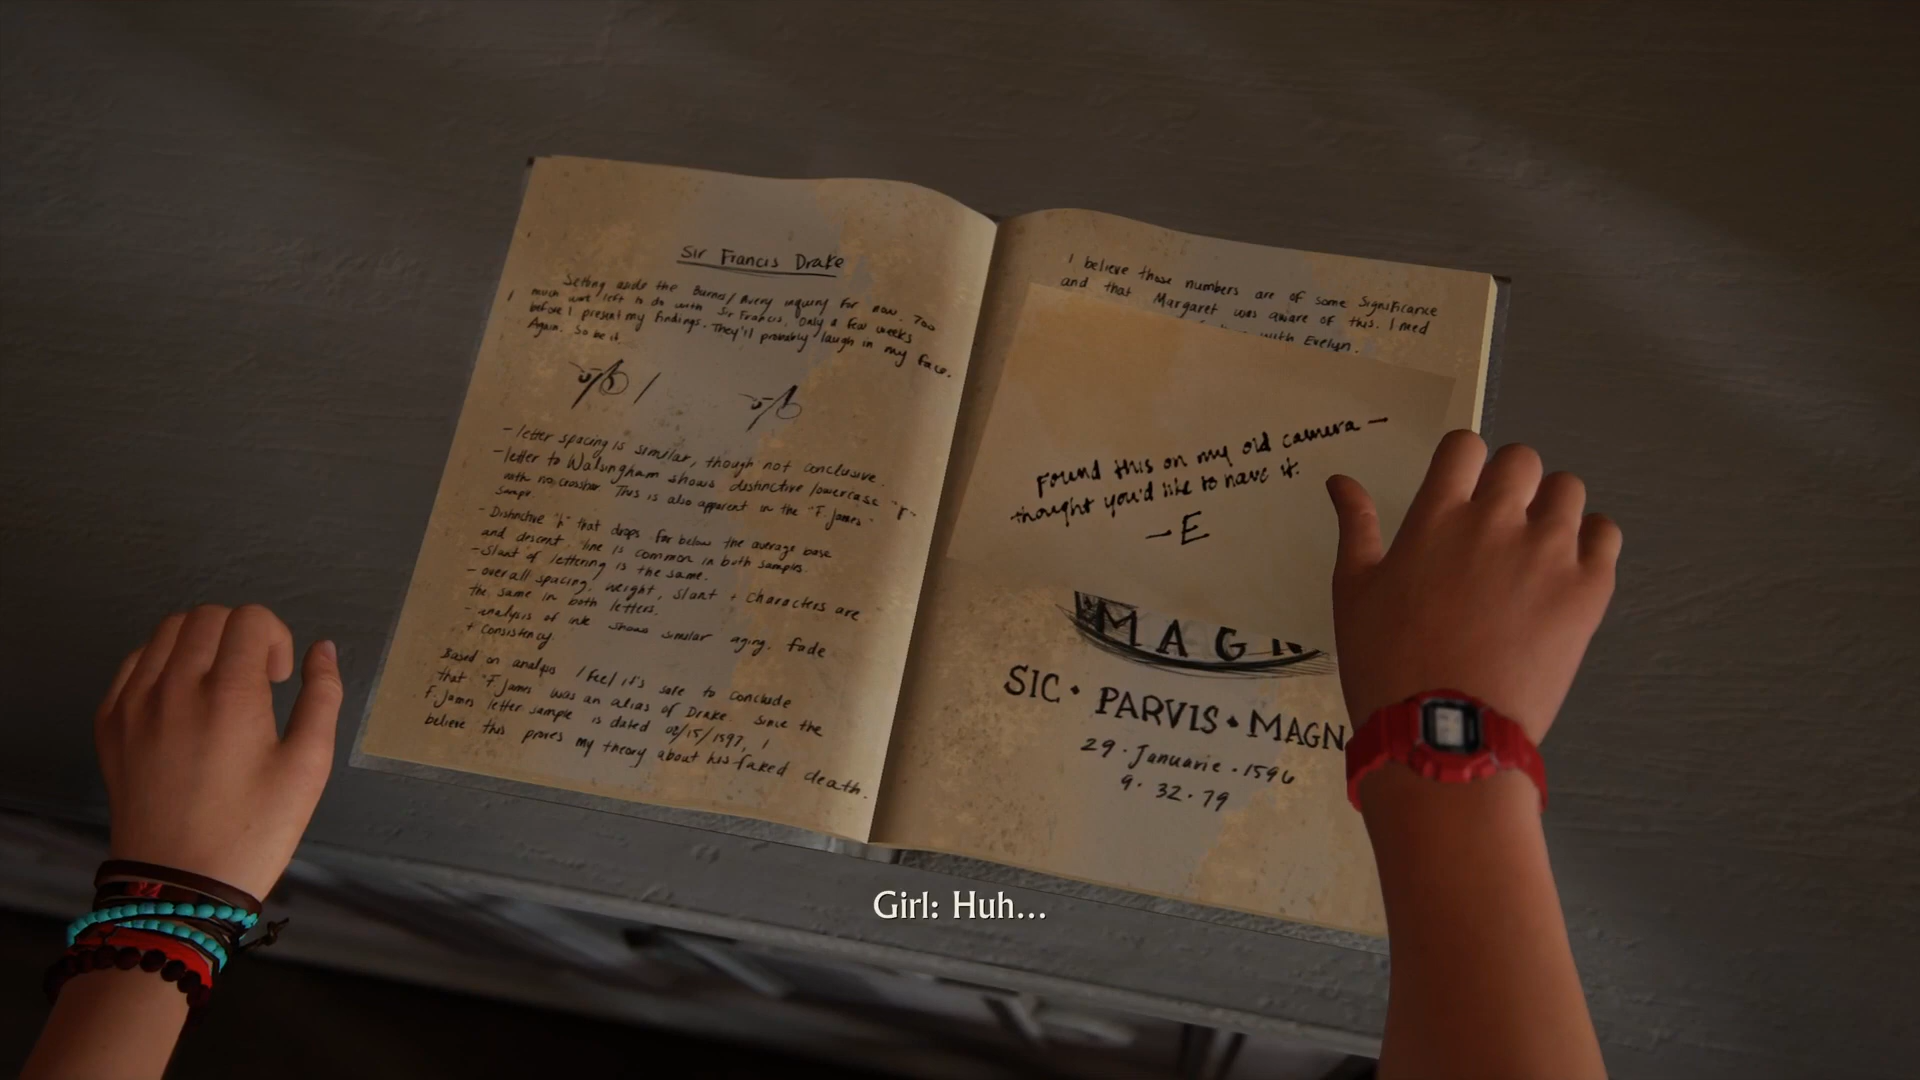 Sir Francis Drake
Setting aside the Barnes/Avery inquiry for now. Too
much work left to do with Sir Francis. Only a few weeks
before I present my findings. They'll probably laugh in my face.
Again. So be it.
- letter spacing is similar, though not conclusive.
- letter to Walsingham shows distinctive lowercase "r"
with no crossbar. This is also apparent in the "F. James"
sample.
- Distinctive "h" that drops far below the average base
and descent line is common in both samples.
- Slant of lettering is the same.
- overall spacing, weight, slant + characters are
the same in both letters.
- analysis of ink shows similar aging, fade
+ consistency.
Based on analysis I feel it's safe to conclude
that "F. James" was an alias of Drake. Since the
F. James letter sample is dated 02/15/1597, I
believe this proves my theory about his faked death.
I believe those numbers are of some significance
and that Margaret was aware of this. I need
with Evelyn.
Found this on my old camera —
thought you'd like to have it.
- E
MAGN
SIC • PARVIS • MAGN
29 • Januarie • 1596
9 • 32 • 79
Girl: Huh...